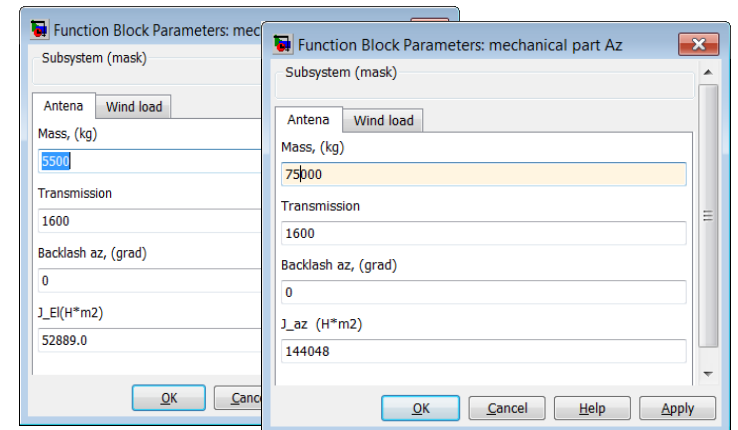 Function Block Parameters: mec
Subsystem (mask)
Antena Wind load
Mass, (kg)
5500
Transmission
1600
Backlash az, (grad)
0
J_El(H*m2)
52889.0
OK Canc
Function Block Parameters: mechanical part Az
Subsystem (mask)
Antena Wind load
Mass, (kg)
75000
Transmission
1600
Backlash az, (grad)
0
J_az (H*m2)
144048
OK Cancel Help Apply